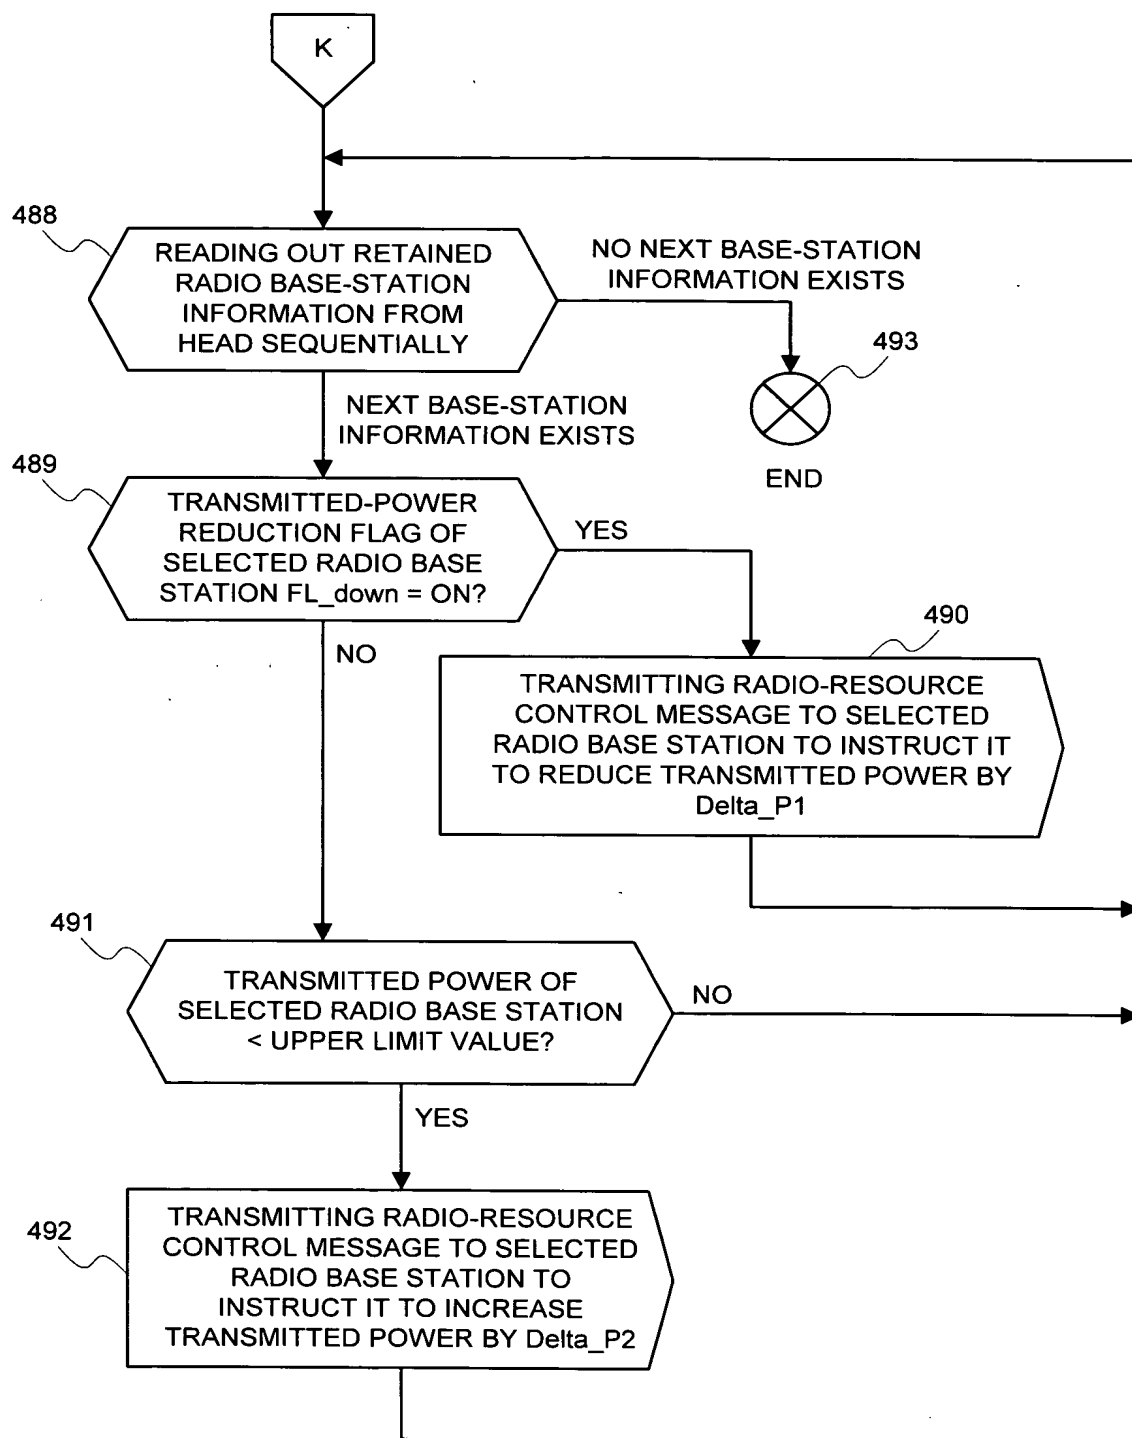 K
488
READING OUT RETAINED
RADIO BASE-STATION
INFORMATION FROM
HEAD SEQUENTIALLY
NO NEXT BASE-STATION
INFORMATION EXISTS
493
END
NEXT BASE-STATION
INFORMATION EXISTS
489
TRANSMITTED-POWER
REDUCTION FLAG OF
SELECTED RADIO BASE
STATION FL_down = ON?
YES
NO
490
TRANSMITTING RADIO-RESOURCE
CONTROL MESSAGE TO SELECTED
RADIO BASE STATION TO INSTRUCT IT
TO REDUCE TRANSMITTED POWER BY
Delta_P1
491
TRANSMITTED POWER OF
SELECTED RADIO BASE STATION
< UPPER LIMIT VALUE?
NO
YES
492
TRANSMITTING RADIO-RESOURCE
CONTROL MESSAGE TO SELECTED
RADIO BASE STATION TO
INSTRUCT IT TO INCREASE
TRANSMITTED POWER BY Delta_P2